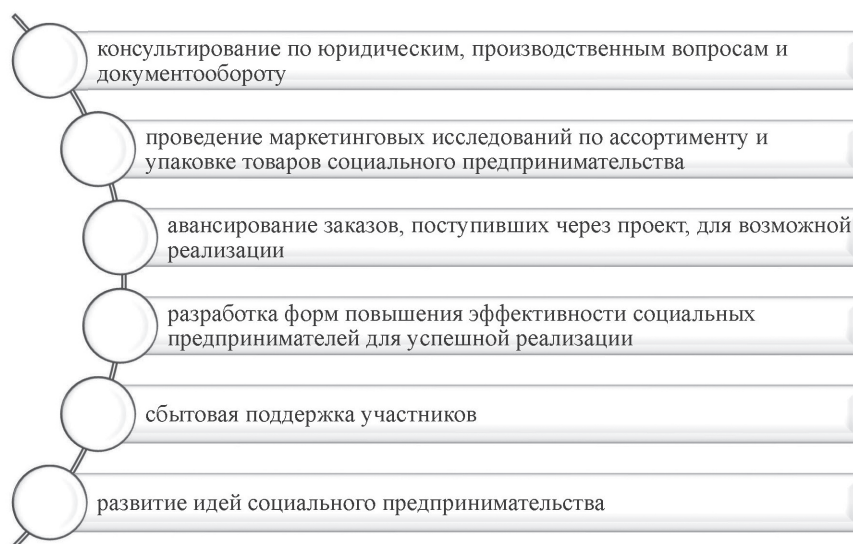 консультирование по юридическим, производственным вопросам и
документообороту
проведение маркетинговых исследований по ассортименту и
упаковке товаров социального предпринимательства
авансирование заказов, поступивших через проект, для возможной
реализации
разработка форм повышения эффективности социальных
предпринимателей для успешной реализации
сбытовая поддержка участников
развитие идей социального предпринимательства